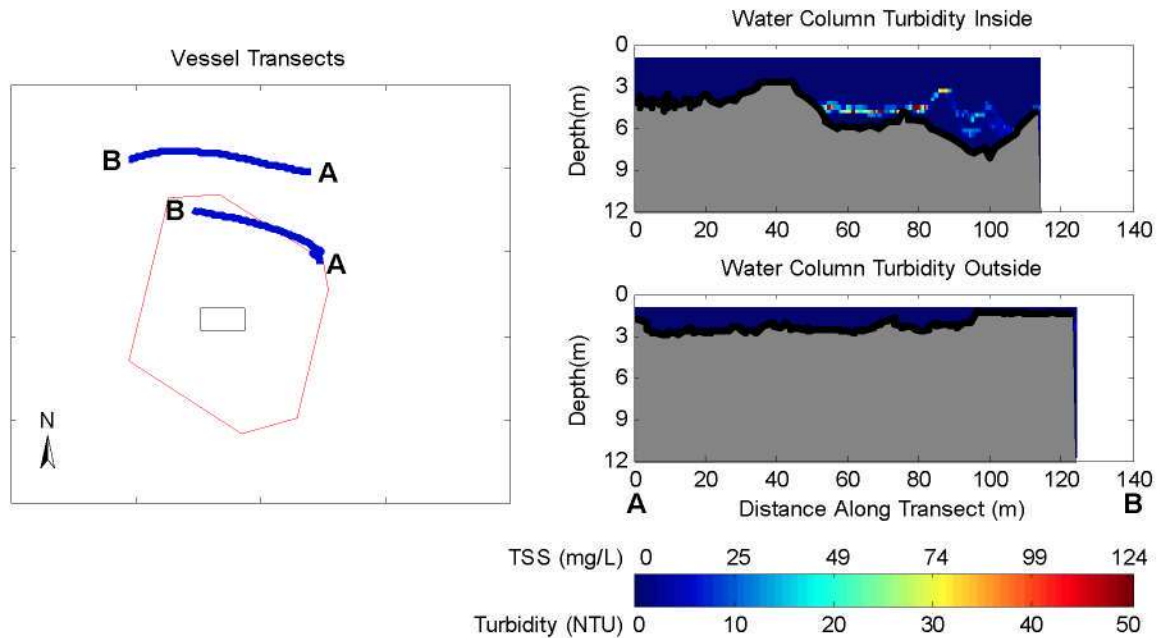 Vessel Transects
B
A
B
A
N
Water Column Turbidity Inside
0
3
6
9
12
Depth(m)
0 20 40 60 80 100 120 140
Water Column Turbidity Outside
0
3
6
9
12
Depth(m)
0 20 40 60 80 100 120 140
A Distance Along Transect (m) B
TSS (mg/L) 0 25 49 74 99 124
Turbidity (NTU) 0 10 20 30 40 50